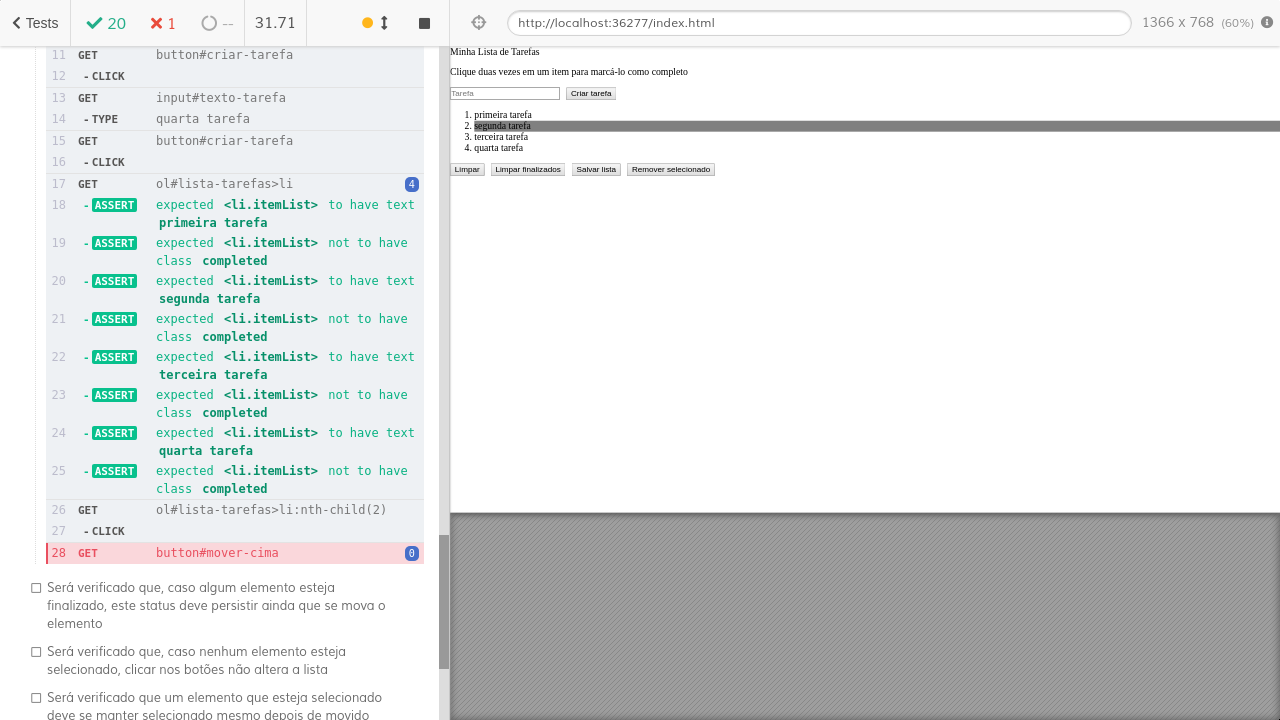 Tests 20 1 -- 31.71
http://localhost:36277/index.html 1366 x 768 (60%)
11 GET button#criar-tarefa
12 - CLICK
13 GET input#texto-tarefa
14 - TYPE quarta tarefa
15 GET button#criar-tarefa
16 - CLICK
17 GET ol#lista-tarefas>li 4
18 - ASSERT expected <li.itemList> to have text
primeira tarefa
19 - ASSERT expected <li.itemList> not to have
class completed
20 - ASSERT expected <li.itemList> to have text
segunda tarefa
21 - ASSERT expected <li.itemList> not to have
class completed
22 - ASSERT expected <li.itemList> to have text
terceira tarefa
23 - ASSERT expected <li.itemList> not to have
class completed
24 - ASSERT expected <li.itemList> to have text
quarta tarefa
25 - ASSERT expected <li.itemList> not to have
class completed
26 GET ol#lista-tarefas>li:nth-child(2)
27 - CLICK
28 GET button#mover-cima 0
Será verificado que, caso algum elemento esteja
finalizado, este status deve persistir ainda que se mova o
elemento
Será verificado que, caso nenhum elemento esteja
selecionado, clicar nos botões não altera a lista
Será verificado que um elemento que esteja selecionado
deve se manter selecionado mesmo depois de movido
Minha Lista de Tarefas
Clique duas vezes em um item para marcá-lo como completo
Tarefa Criar tarefa
1. primeira tarefa
2. segunda tarefa
3. terceira tarefa
4. quarta tarefa
Limpar Limpar finalizados Salvar lista Remover selecionado